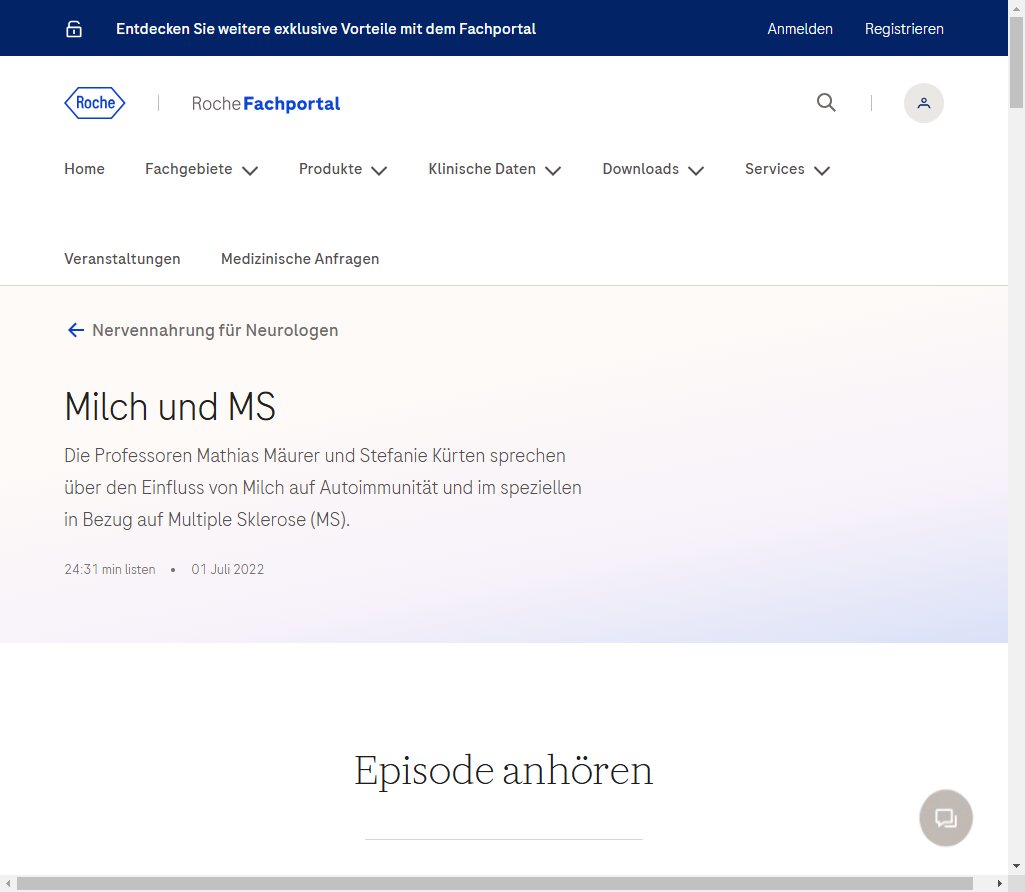 Entdecken Sie weitere exklusive Vorteile mit dem Fachportal
Anmelden
Registrieren
Roche
Roche Fachportal
Home
Fachgebiete
Produkte
Klinische Daten
Downloads
Services
Veranstaltungen
Medizinische Anfragen
Nervennahrung für Neurologen
Milch und MS
Die Professoren Mathias Mäurer und Stefanie Kürten sprechen
über den Einfluss von Milch auf Autoimmunität und im speziellen
in Bezug auf Multiple Sklerose (MS).
24:31 min listen • 01 Juli 2022
Episode anhören